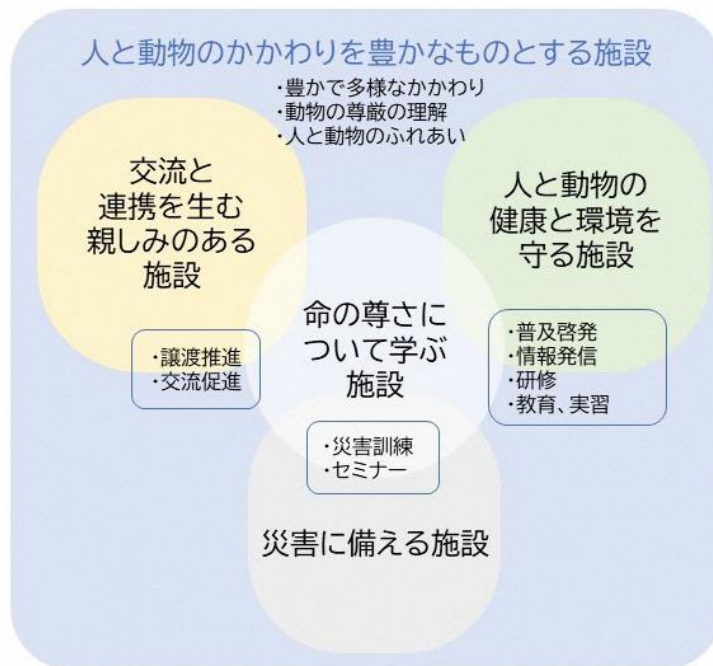 人と動物のかかわりを豊かなものとする施設
・豊かで多様なかかわり
・動物の尊厳の理解
・人と動物のふれあい
交流と
連携を生む
親しみのある
施設
人と動物の
健康と環境を
守る施設
命の尊さに
ついて学ぶ
施設
・譲渡推進
・交流促進
・普及啓発
・情報発信
・研修
・教育、実習
・災害訓練
・セミナー
災害に備える施設